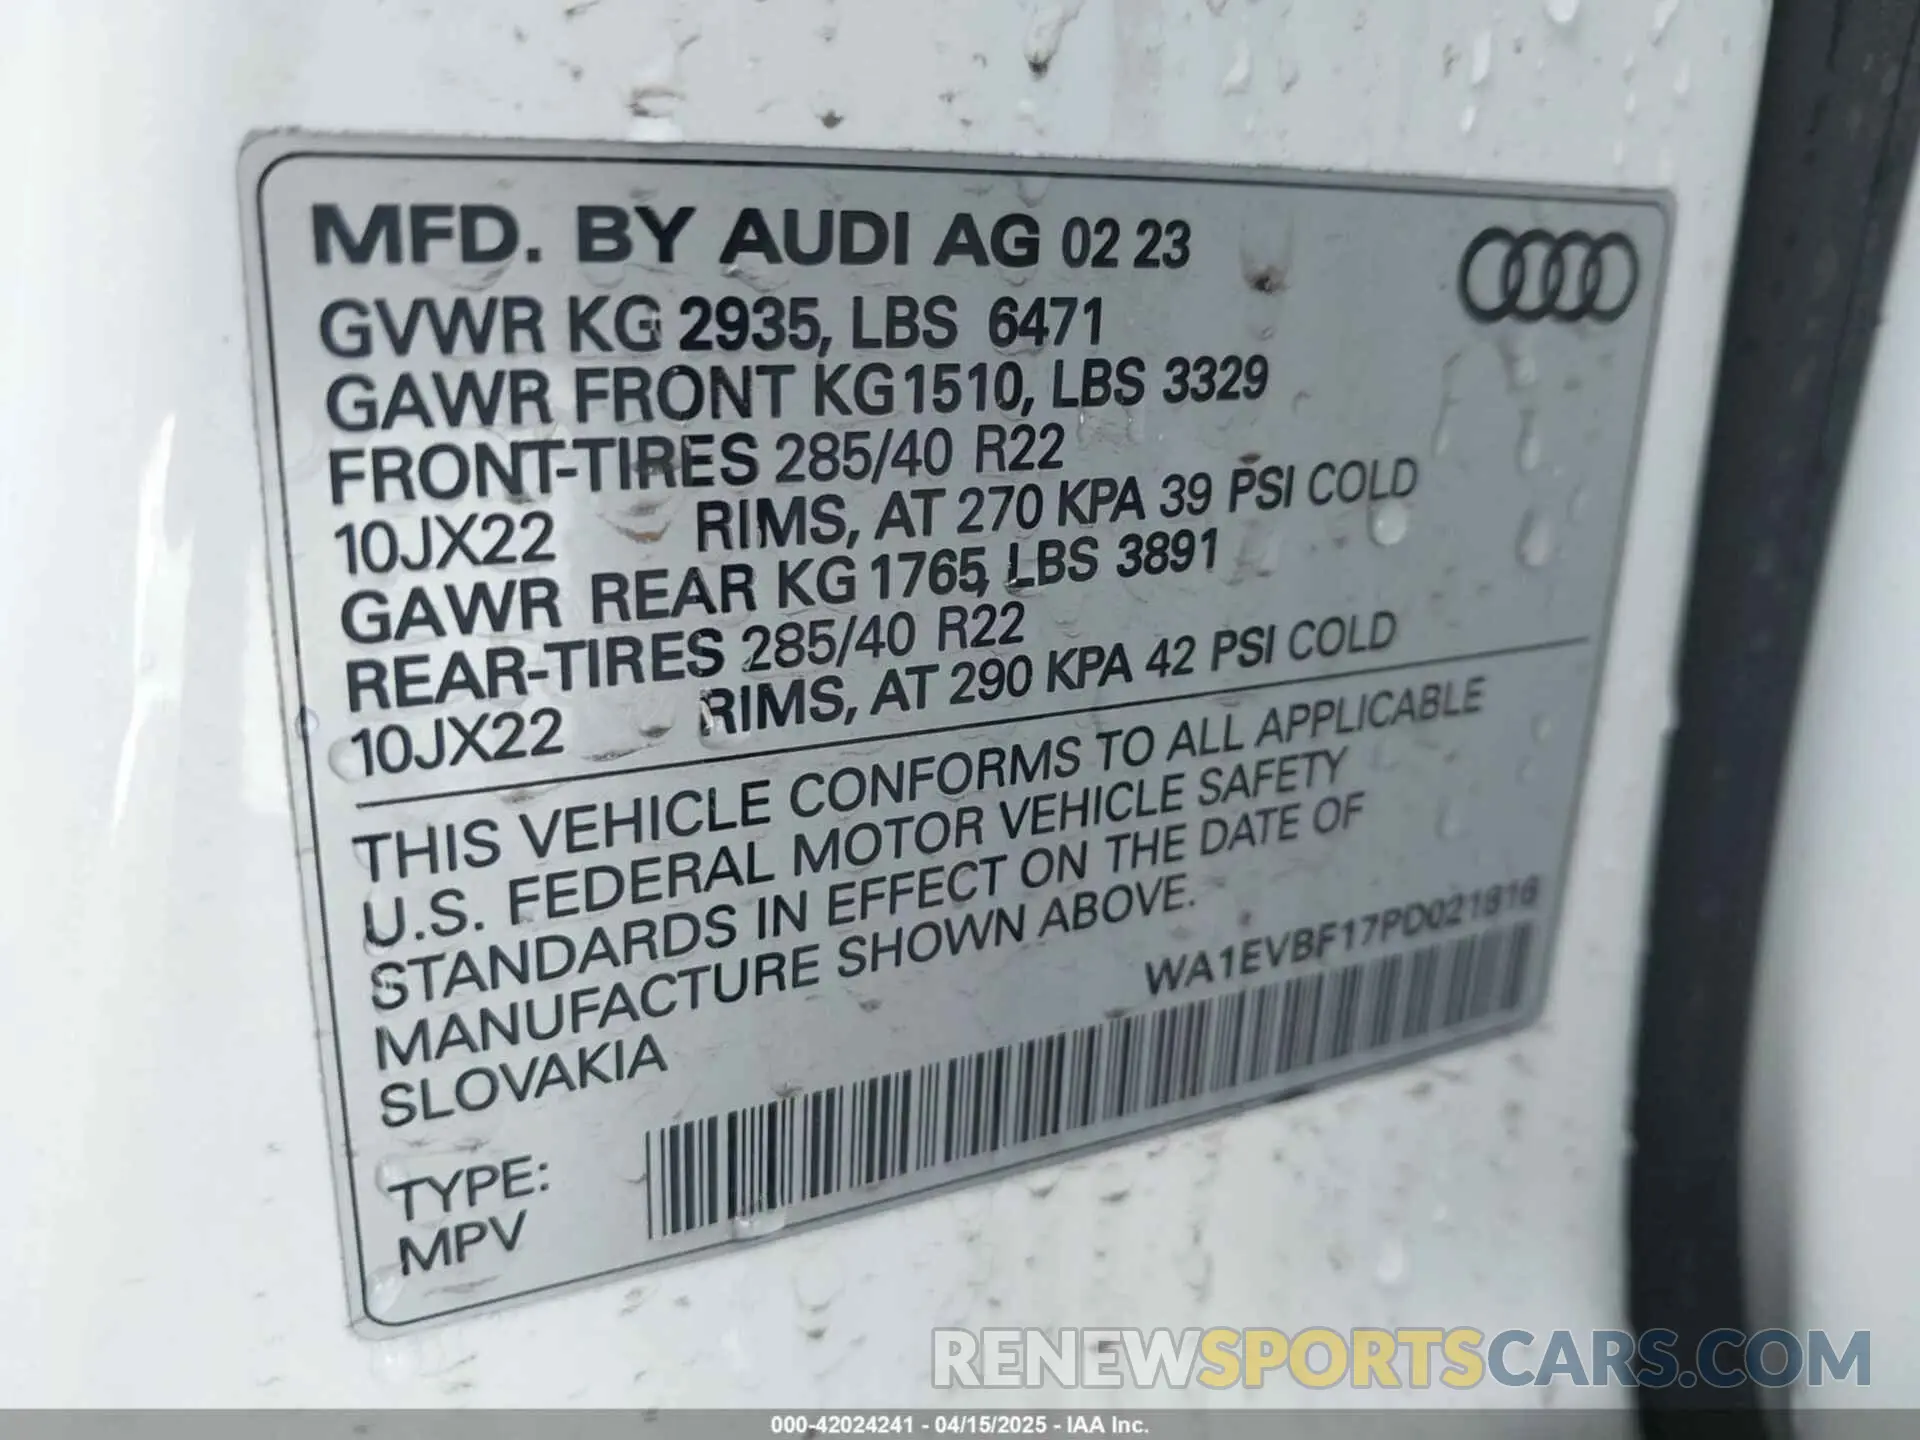 MFD. BY AUDI AG 02 23
GVWR KG 2935, LBS 6471
GAWR FRONT KG 1510, LBS 3329
FRONT-TIRES 285/40 R22
10JX22 RIMS, AT 270 KPA 39 PSI COLD
GAWR REAR KG 1765, LBS 3891
REAR-TIRES 285/40 R22
10JX22 RIMS, AT 290 KPA 42 PSI COLD
THIS VEHICLE CONFORMS TO ALL APPLICABLE
U.S. FEDERAL MOTOR VEHICLE SAFETY
STANDARDS IN EFFECT ON THE DATE OF
MANUFACTURE SHOWN ABOVE.
SLOVAKIA
WA1EVBF17PD021816
TYPE:
MPV
RENEWSPORTSCARS.COM
000-42024241 - 04/15/2025 - IAA Inc.